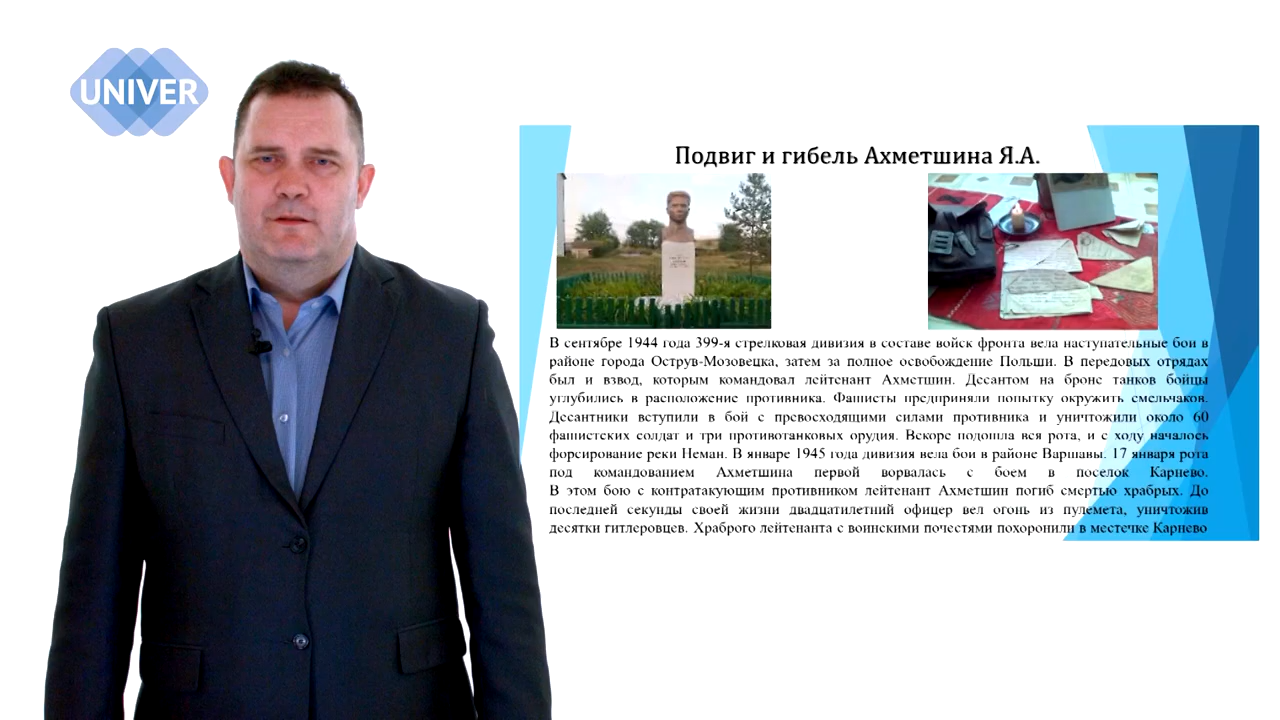 UNIVER
Подвиг и гибель Ахметшина Я.А.
В сентябре 1944 года 399-я стрелковая дивизия в составе войск фронта вела наступательные бои в
районе города Острув-Мозовецка, затем за полное освобождение Польши. В передовых отрядах
был и взвод, которым командовал лейтенант Ахметшин. Десантом на броне танков бойцы
углубились в расположение противника. Фашисты предприняли попытку окружить смельчаков.
Десантники вступили в бой с превосходящими силами противника и уничтожили около 60
фашистских солдат и три противотанковых орудия. Вскоре подошла вся рота, и с ходу началось
форсирование реки Неман. В январе 1945 года дивизия вела бои в районе Варшавы. 17 января рота
под командованием Ахметшина первой ворвалась с боем в поселок Карнево.
В этом бою с контратакующим противником лейтенант Ахметшин погиб смертью храбрых. До
последней секунды своей жизни двадцатилетний офицер вел огонь из пулемета, уничтожив
десятки гитлеровцев. Храброго лейтенанта с воинскими почестями похоронили в местечке Карнево